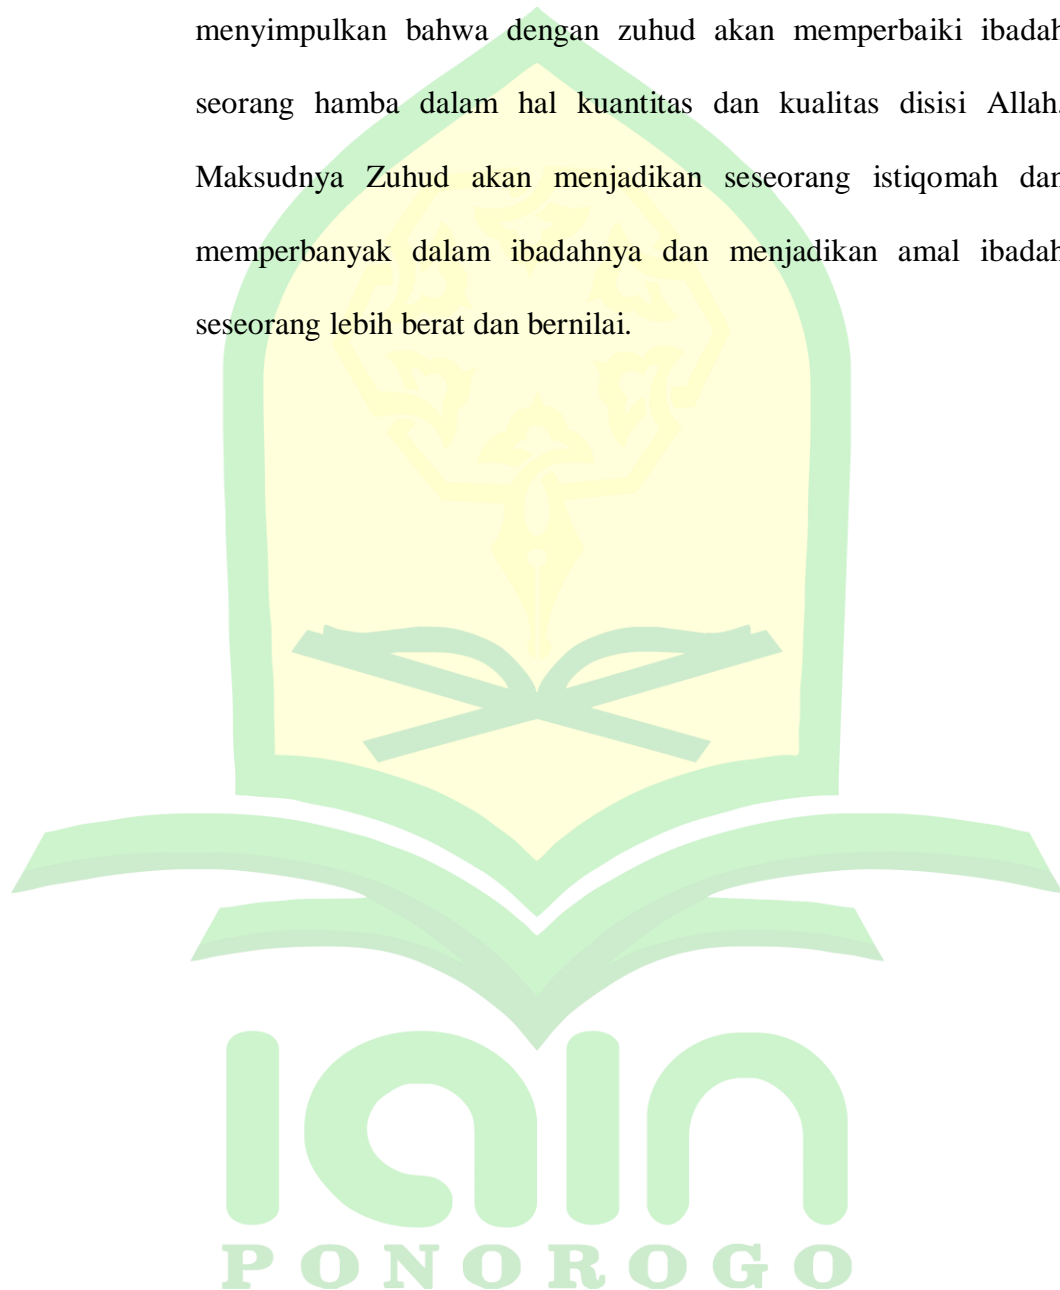 menyimpulkan bahwa dengan zuhud akan memperbaiki ibadah
seorang hamba dalam hal kuantitas dan kualitas disisi Allah.
Maksudnya Zuhud akan menjadikan seseorang istiqomah dan
memperbanyak dalam ibadahnya dan menjadikan amal ibadah
seseorang lebih berat dan bernilai.
iain
PONOROGO